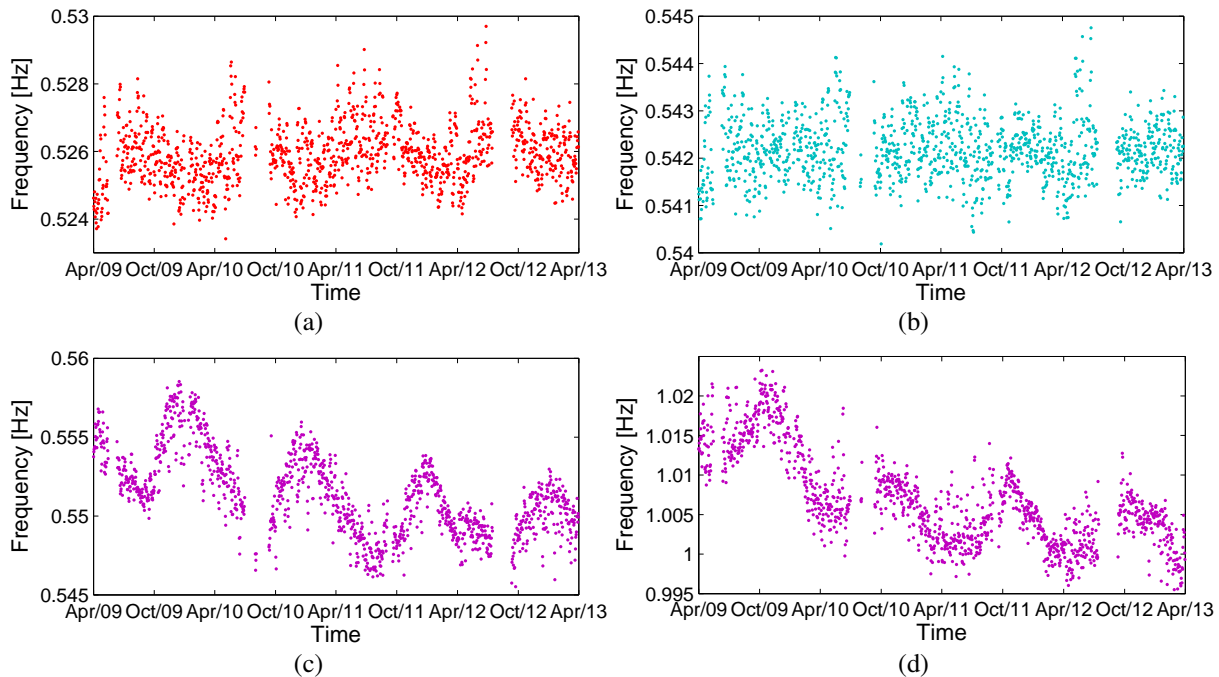 0.53
0.528
0.526
0.524
Frequency [Hz]
Apr/09 Oct/09 Apr/10 Oct/10 Apr/11 Oct/11 Apr/12 Oct/12 Apr/13
Time
(a)
0.545
0.544
0.543
0.542
0.541
0.54
Frequency [Hz]
Apr/09 Oct/09 Apr/10 Oct/10 Apr/11 Oct/11 Apr/12 Oct/12 Apr/13
Time
(b)
0.56
0.555
0.55
0.545
Frequency [Hz]
Apr/09 Oct/09 Apr/10 Oct/10 Apr/11 Oct/11 Apr/12 Oct/12 Apr/13
Time
(c)
1.02
1.015
1.01
1.005
1
0.995
Frequency [Hz]
Apr/09 Oct/09 Apr/10 Oct/10 Apr/11 Oct/11 Apr/12 Oct/12 Apr/13
Time
(d)